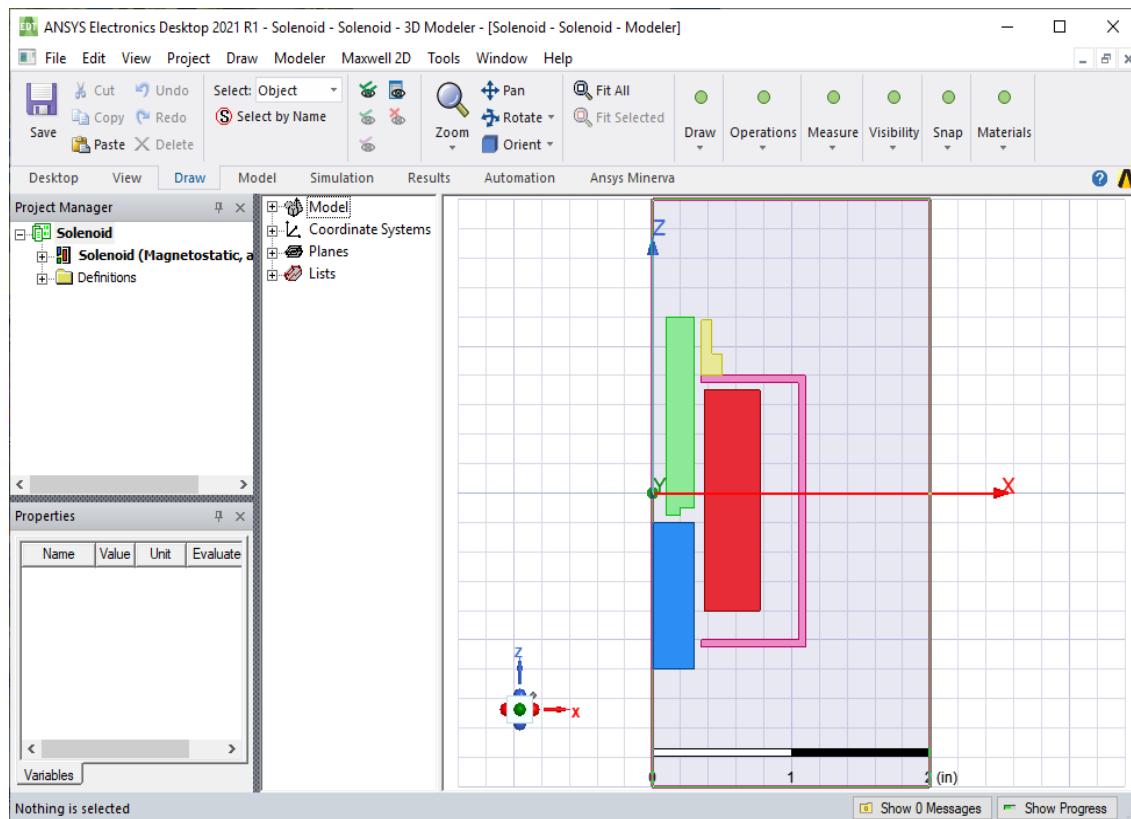 EDT ANSYS Electronics Desktop 2021 R1 - Solenoid - Solenoid - 3D Modeler - [Solenoid - Solenoid - Modeler]
File Edit View Project Draw Modeler Maxwell 2D Tools Window Help
Save
Cut Undo
Copy Redo
Paste Delete
Select: Object
Select by Name
Zoom
Pan
Rotate
Orient
Fit All
Fit Selected
Draw Operations Measure Visibility Snap Materials
Desktop View Draw Model Simulation Results Automation Ansys Minerva
Project Manager
Solenoid
Solenoid (Magnetostatic, a
Definitions
Properties
Name Value Unit Evaluate
Variables
Model
Coordinate Systems
Planes
Lists
Z
Y
X
z
x
0 1 2 (in)
Nothing is selected
Show 0 Messages
Show Progress